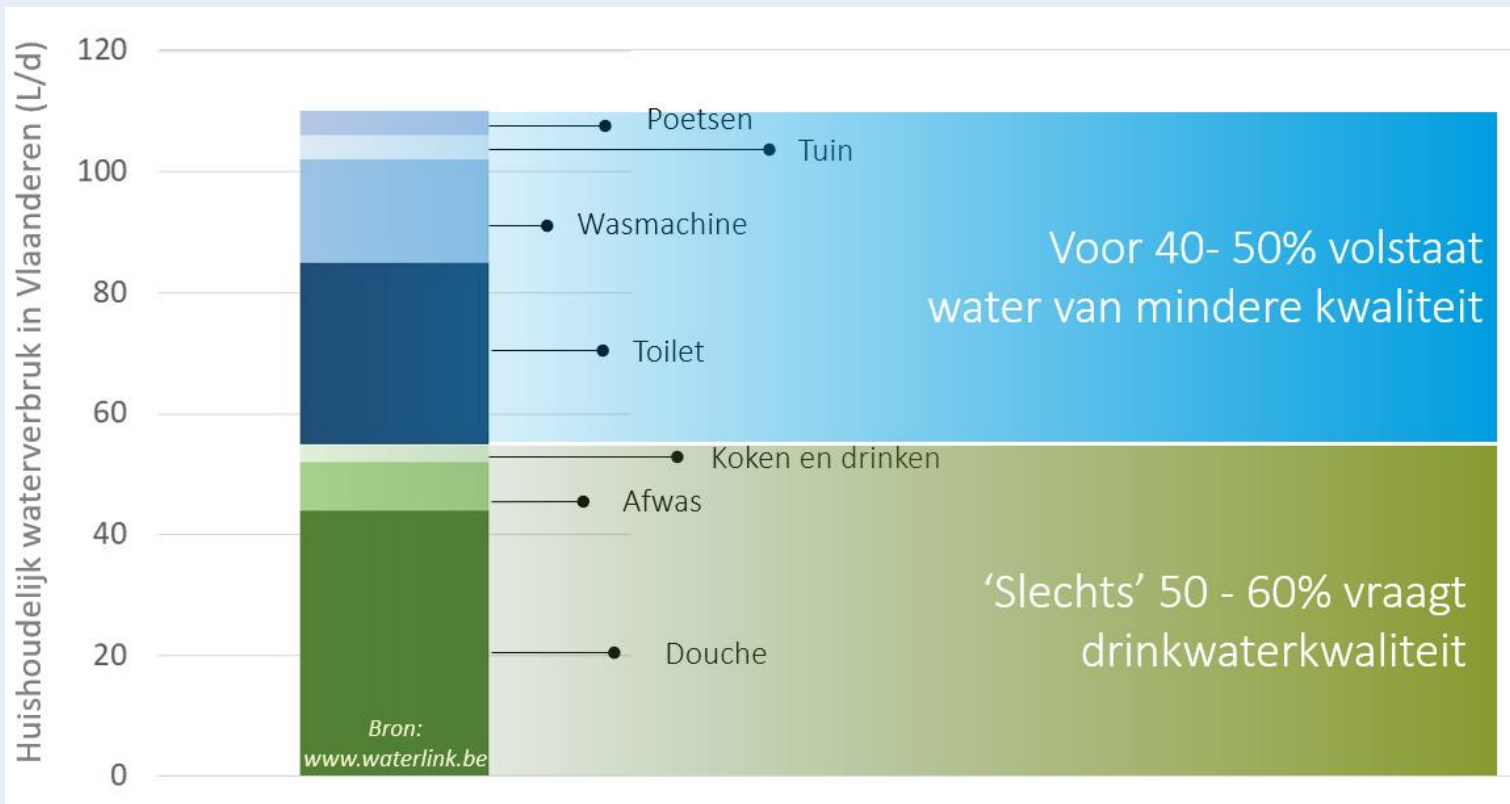 Huishoudelijk waterverbruk in Vlaanderen (L/d)
120
100
80
60
40
20
0
Poetsen
Tuin
Wasmachine
Toilet
Koken en drinken
Afwas
Douche
Voor 40- 50% volstaat
water van mindere kwaliteit
‘Slechts’ 50 - 60% vraagt
drinkwaterkwaliteit
Bron:
www.waterlink.be